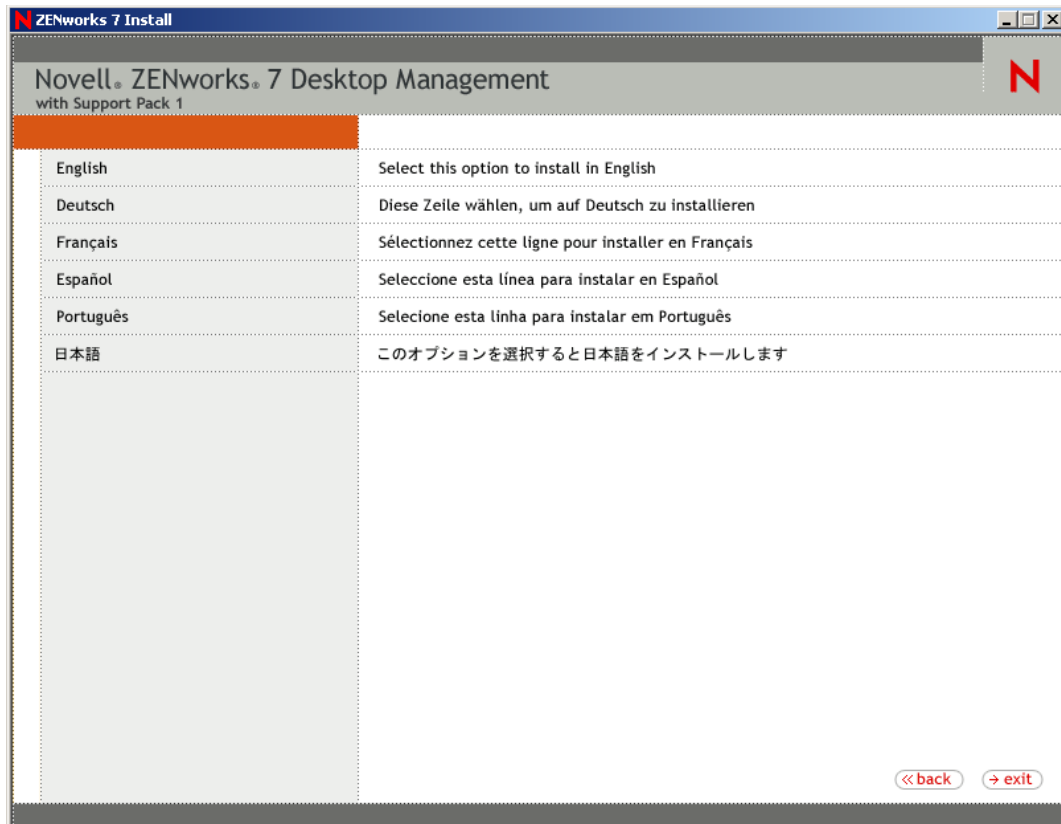 N ZENworks 7 Install
Novell® ZENworks® 7 Desktop Management
with Support Pack 1
N
English Select this option to install in English
Deutsch Diese Zeile wählen, um auf Deutsch zu installieren
Français Sélectionnez cette ligne pour installer en Français
Español Seleccione esta línea para instalar en Español
Português Selecione esta linha para instalar em Português
日本語 このオプションを選択すると日本語をインストールします
« back → exit